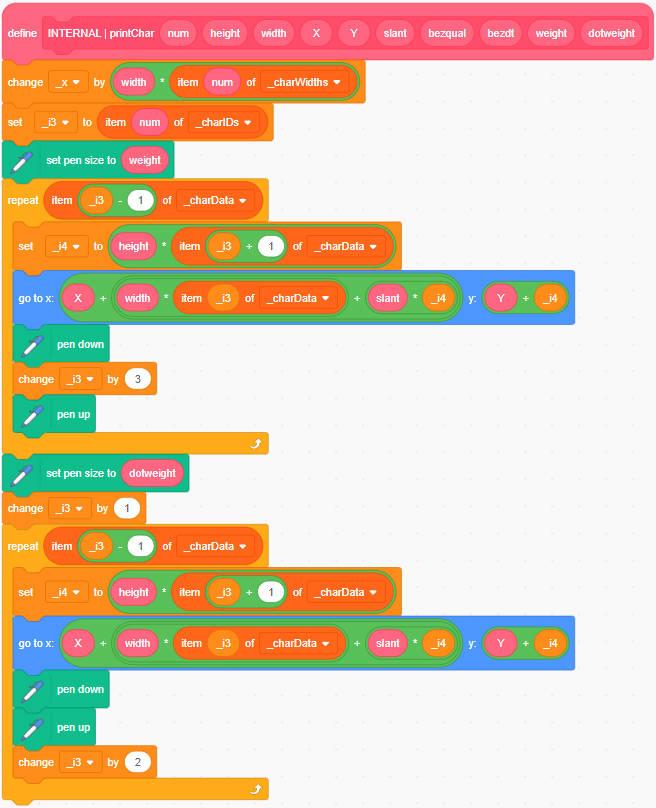 define INTERNAL | printChar num height width X Y slant bezqual bezdt weight dotweight
change _x by width * item num of _charWidths
set _i3 to item num of _charIDs
set pen size to weight
repeat item _i3 - 1 of _charData
set _i4 to height * item _i3 + 1 of _charData
go to x: X + width * item _i3 of _charData + slant * _i4 y: Y + _i4
pen down
change _i3 by 3
pen up
set pen size to dotweight
change _i3 by 1
repeat item _i3 - 1 of _charData
set _i4 to height * item _i3 + 1 of _charData
go to x: X + width * item _i3 of _charData + slant * _i4 y: Y + _i4
pen down
pen up
change _i3 by 2